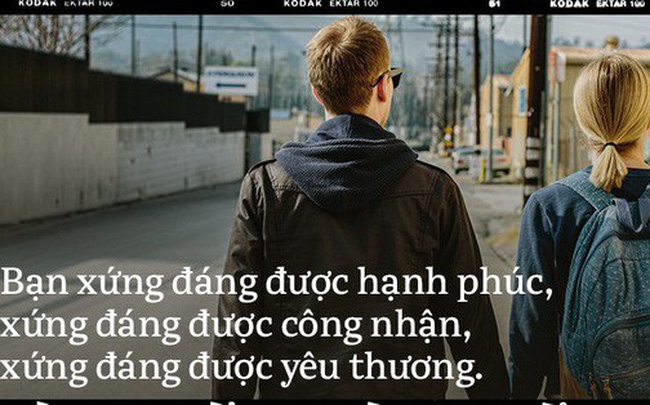 KODAK EKTAR 100 50 KODAK EKTAR 100 51 KODAK EKTAR 100
Bạn xứng đáng được hạnh phúc,
xứng đáng được công nhận,
xứng đáng được yêu thương.